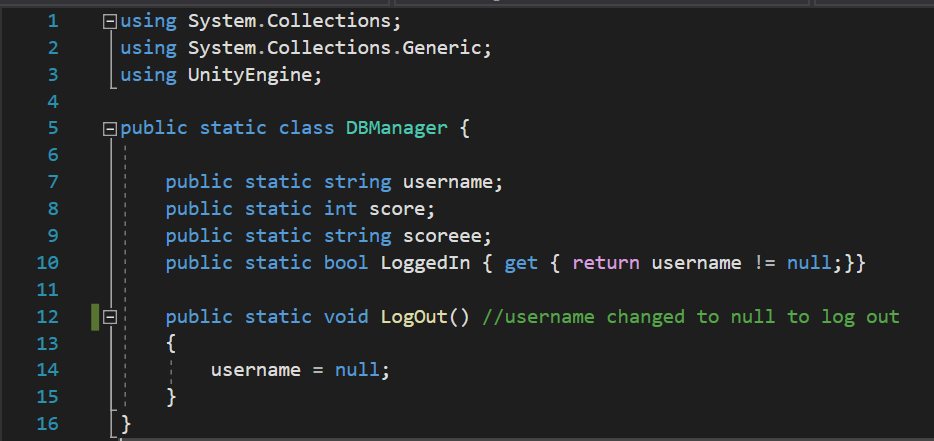 1 using System.Collections;
2 using System.Collections.Generic;
3 using UnityEngine;
4
5 public static class DBManager {
6
7 public static string username;
8 public static int score;
9 public static string scoreee;
10 public static bool LoggedIn { get { return username != null;}}
11
12 public static void LogOut() //username changed to null to log out
13 {
14 username = null;
15 }
16 }